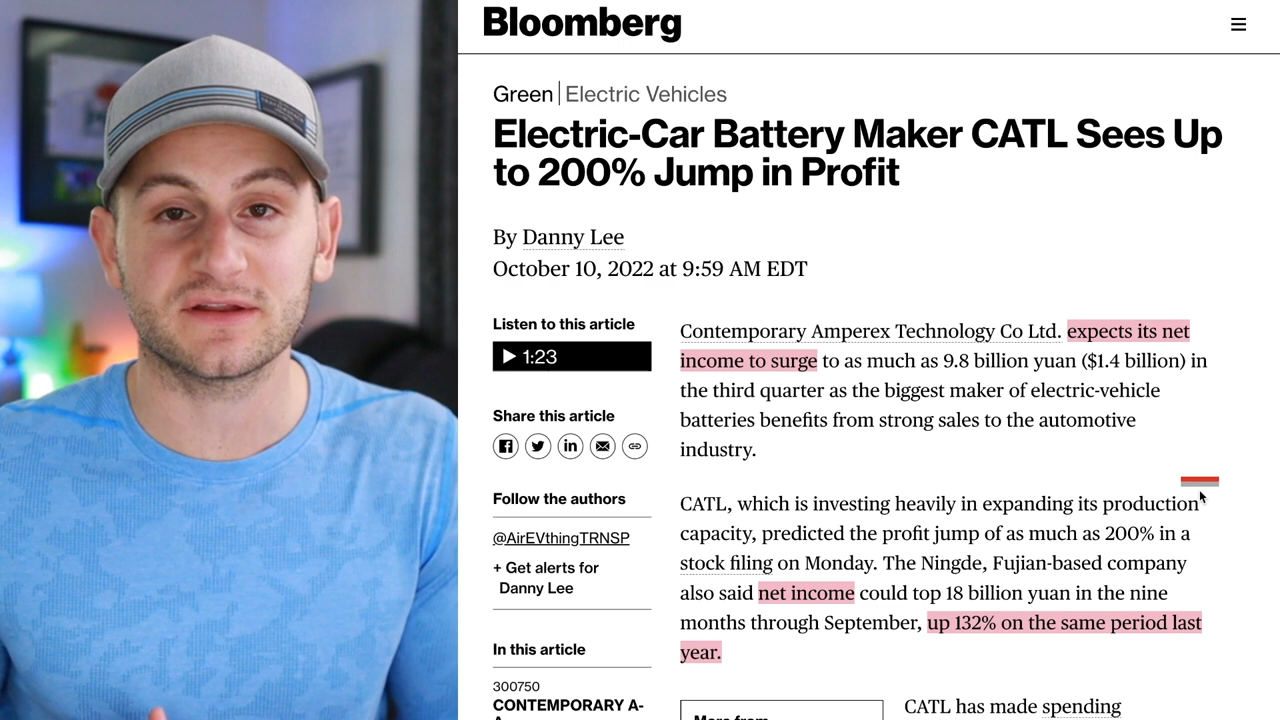 Bloomberg
Green | Electric Vehicles
Electric-Car Battery Maker CATL Sees Up
to 200% Jump in Profit
By Danny Lee
October 10, 2022 at 9:59 AM EDT
Listen to this article
1:23
Share this article
Follow the authors
@AirEVthingTRNSP
+ Get alerts for
Danny Lee
In this article
300750
CONTEMPORARY A-
Contemporary Amperex Technology Co Ltd. expects its net
income to surge to as much as 9.8 billion yuan ($1.4 billion) in
the third quarter as the biggest maker of electric-vehicle
batteries benefits from strong sales to the automotive
industry.
CATL, which is investing heavily in expanding its production
capacity, predicted the profit jump of as much as 200% in a
stock filing on Monday. The Ningde, Fujian-based company
also said net income could top 18 billion yuan in the nine
months through September, up 132% on the same period last
year.
More from
CATL has made spending